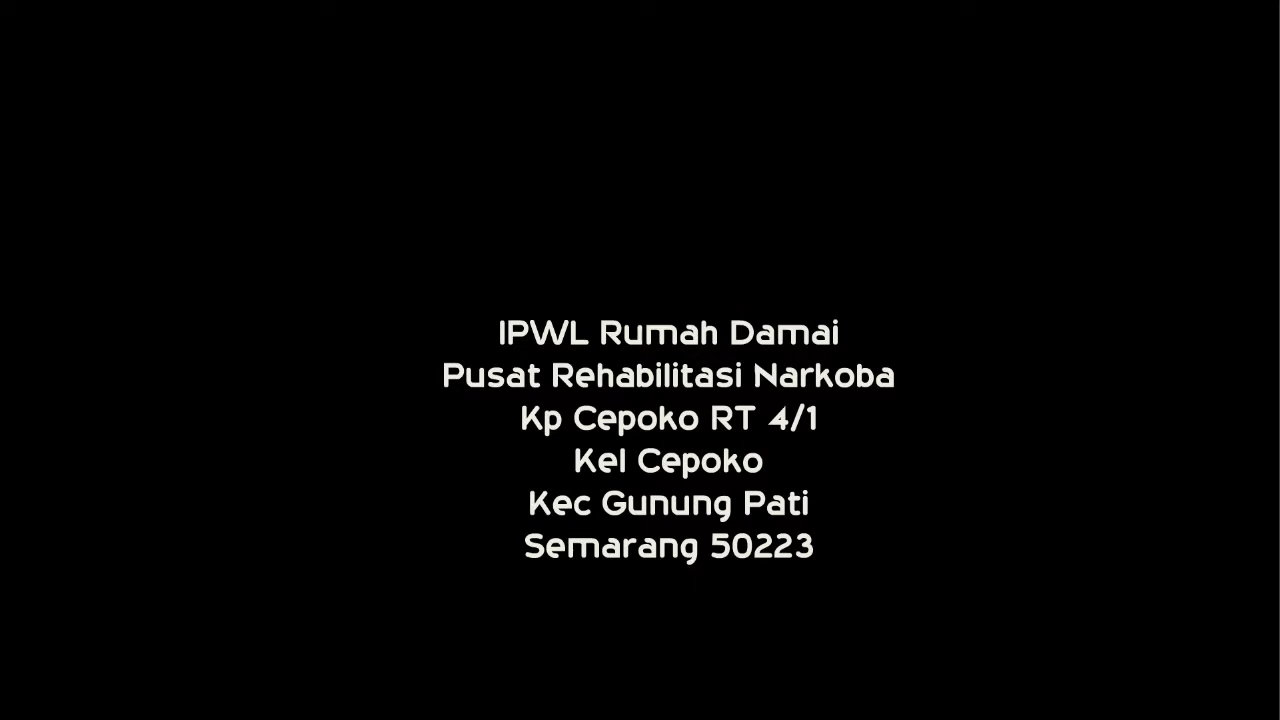 IPWL Rumah Damai
Pusat Rehabilitasi Narkoba
Kp Cepoko RT 4/1
Kel Cepoko
Kec Gunung Pati
Semarang 50223